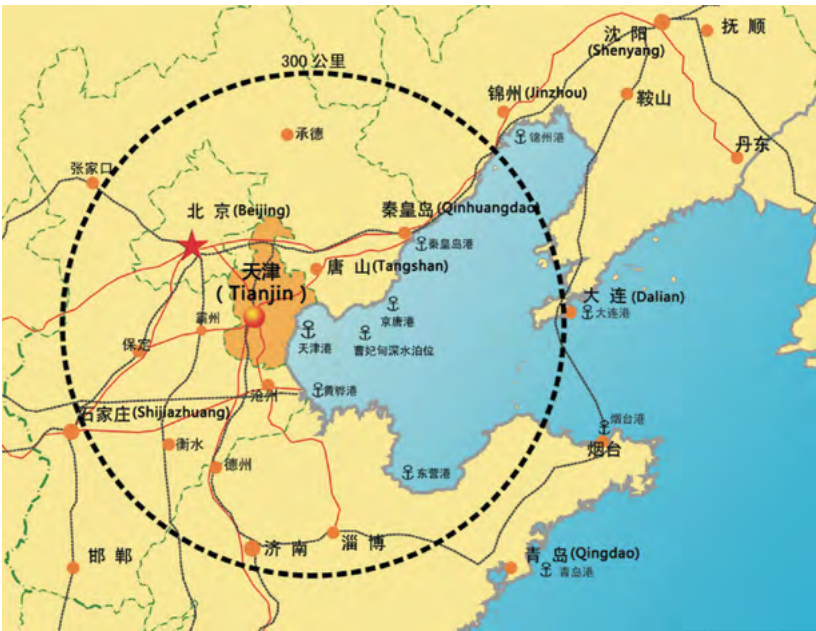 沈 阳
(Shenyang)
抚 顺
300 公里
锦州 (Jinzhou)
鞍山
承德
锦州港
丹东
张家口
北 京 (Beijing)
秦皇岛 (Qinhuangdao)
秦皇岛港
天津
( Tianjin )
唐 山 (Tangshan)
大 连 (Dalian)
京唐港
大连港
霸州
天津港
曹妃甸深水泊位
保定
沧州
黄骅港
石家庄 (Shijiazhuang)
烟台港
衡水
烟台
德州
东营港
济 南
淄 博
邯 郸
青 岛 (Qingdao)
青岛港